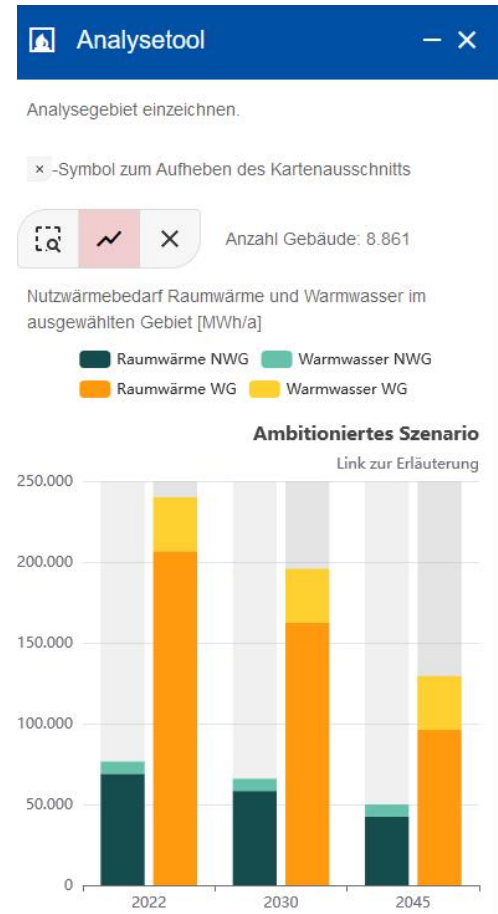 Analysetool
Analysegebiet einzeichnen.
×-Symbol zum Aufheben des Kartenausschnitts
Anzahl Gebäude: 8.861
Nutzwärmebedarf Raumwärme und Warmwasser im
ausgewählten Gebiet [MWh/a]
Raumwärme NWG Warmwasser NWG
Raumwärme WG Warmwasser WG
Ambitioniertes Szenario
Link zur Erläuterung
250.000
200.000
150.000
100.000
50.000
0
2022 2030 2045